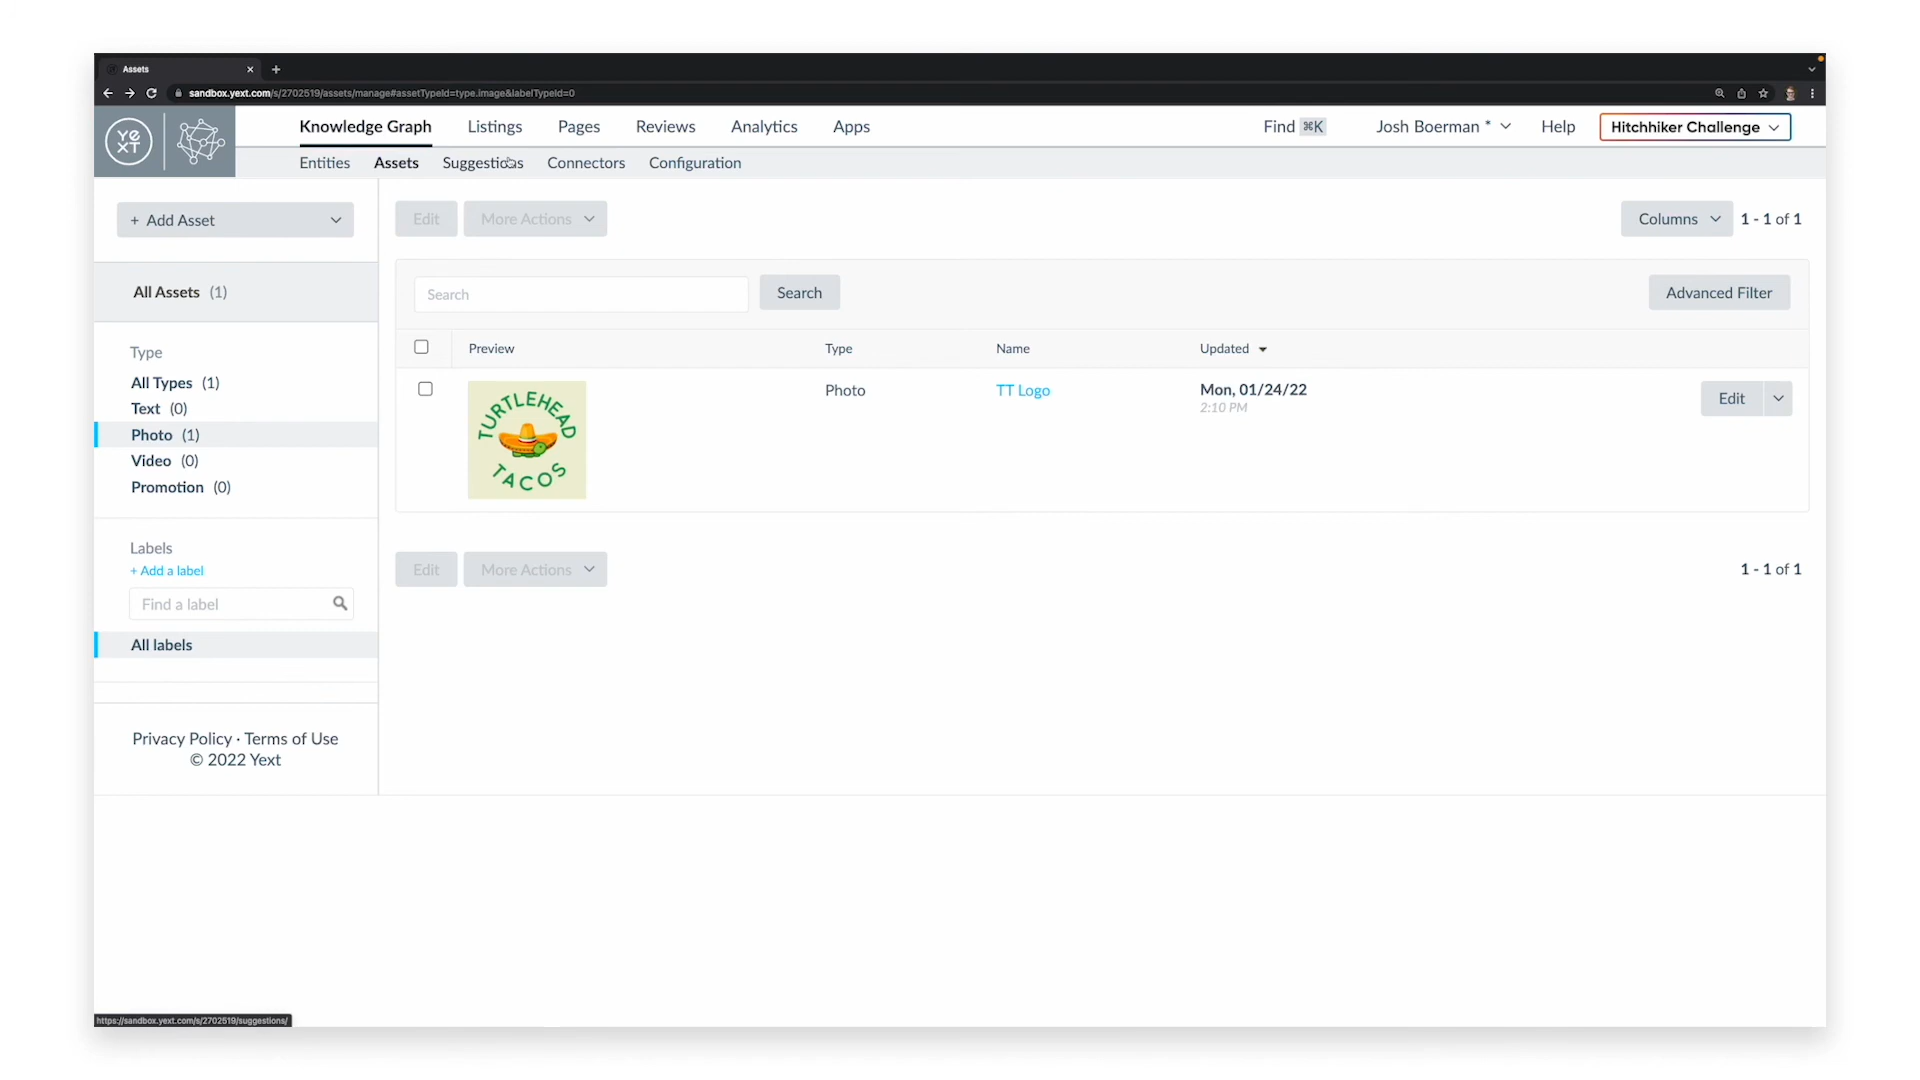 Assets
sandbox.yext.com/s/2702519/assets/manage#assetTypeId=type.image&labelTypeId=0
YEXT
Knowledge Graph Listings Pages Reviews Analytics Apps Find ⌘K Josh Boerman * Help Hitchhiker Challenge
Entities Assets Suggestions Connectors Configuration
+ Add Asset
Edit More Actions Columns 1 - 1 of 1
All Assets (1)
Search Search Advanced Filter
Type
All Types (1)
Text (0)
Photo (1)
Video (0)
Promotion (0)
Preview Type Name Updated
TURTLEHEAD
TACOS
Photo TT Logo Mon, 01/24/22 Edit
2:10 PM
Labels
+ Add a label
Find a label
All labels
Edit More Actions 1 - 1 of 1
Privacy Policy · Terms of Use
© 2022 Yext
https://sandbox.yext.com/s/2702519/suggestions/